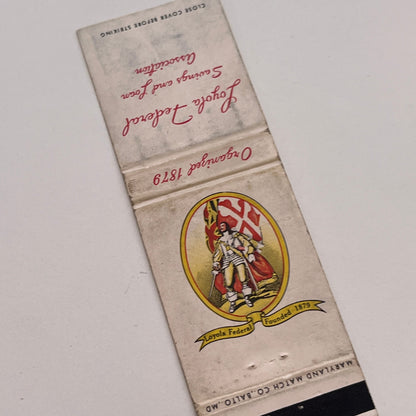 CLOSE COVER BEFORE STRIKING
Loyola Federal
Savings and Loan
Association
Organized 1879
Loyola Federal Founded 1879
MARYLAND MATCH CO., BALTO., MD